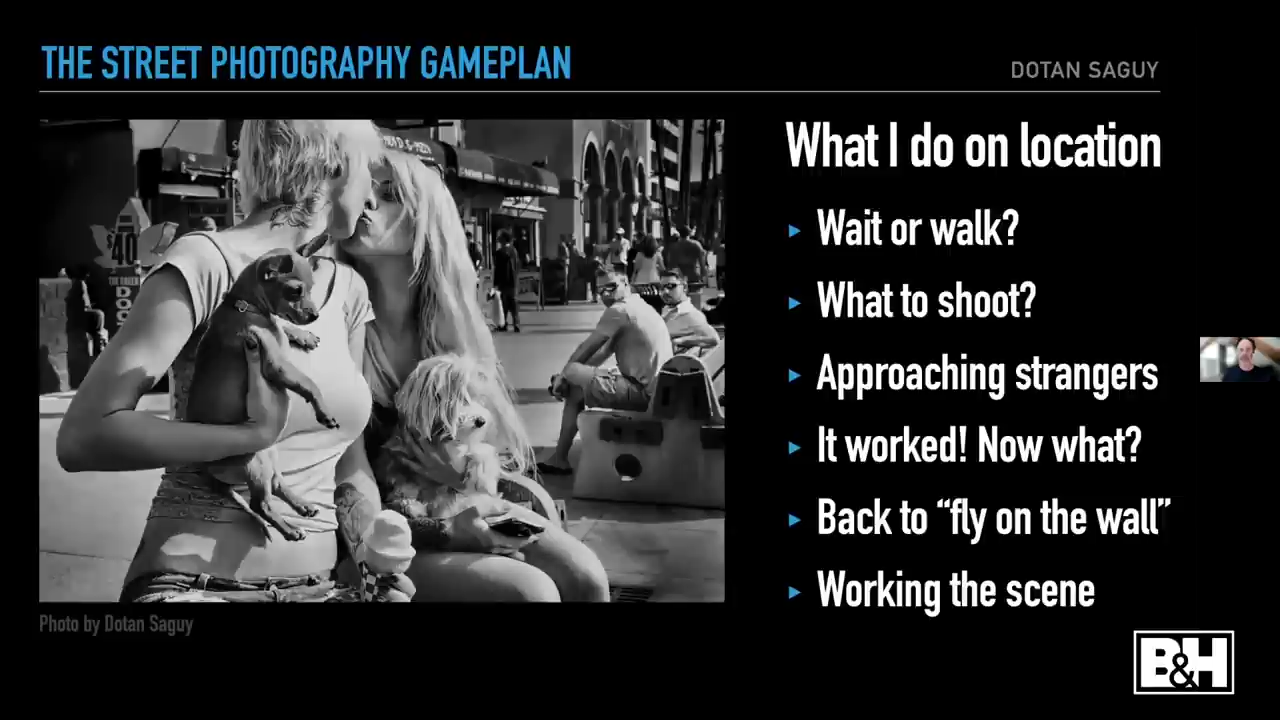 THE STREET PHOTOGRAPHY GAMEPLAN
DOTAN SAGUY
What I do on location
Wait or walk?
What to shoot?
Approaching strangers
It worked! Now what?
Back to “fly on the wall”
Working the scene
$40
Photo by Dotan Saguy
B&H